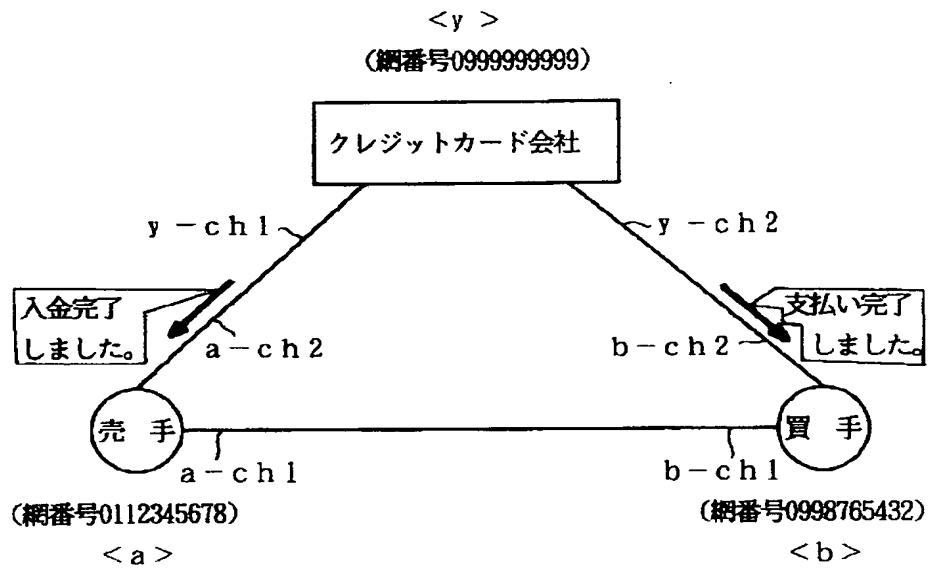 <y>
(網番号0999999999)
クレジットカード会社
y-ch1
y-ch2
入金完了
しました。
支払い完了
しました。
a-ch2
b-ch2
売手
買手
a-ch1
b-ch1
(網番号0112345678)
(網番号0998765432)
<a>
<b>